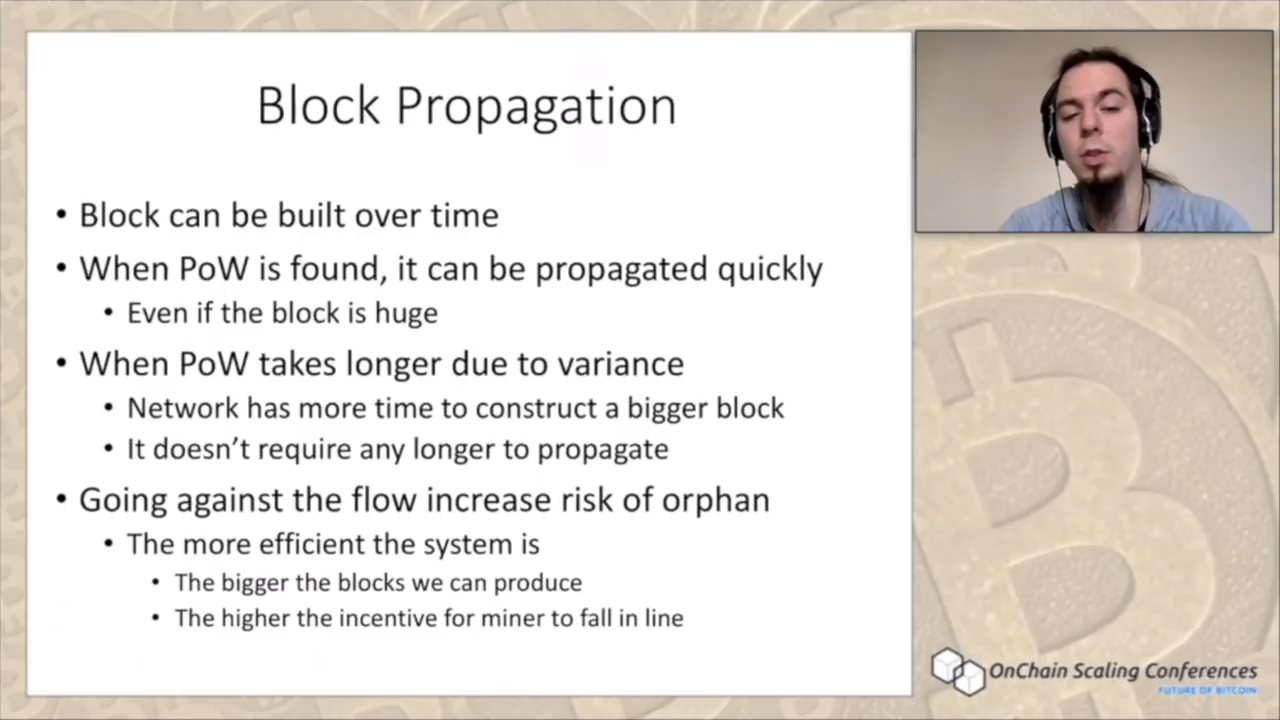 Block Propagation
• Block can be built over time
• When PoW is found, it can be propagated quickly
• Even if the block is huge
• When PoW takes longer due to variance
• Network has more time to construct a bigger block
• It doesn't require any longer to propagate
• Going against the flow increase risk of orphan
• The more efficient the system is
• The bigger the blocks we can produce
• The higher the incentive for miner to fall in line
OnChain Scaling Conferences
FUTURE OF BITCOIN